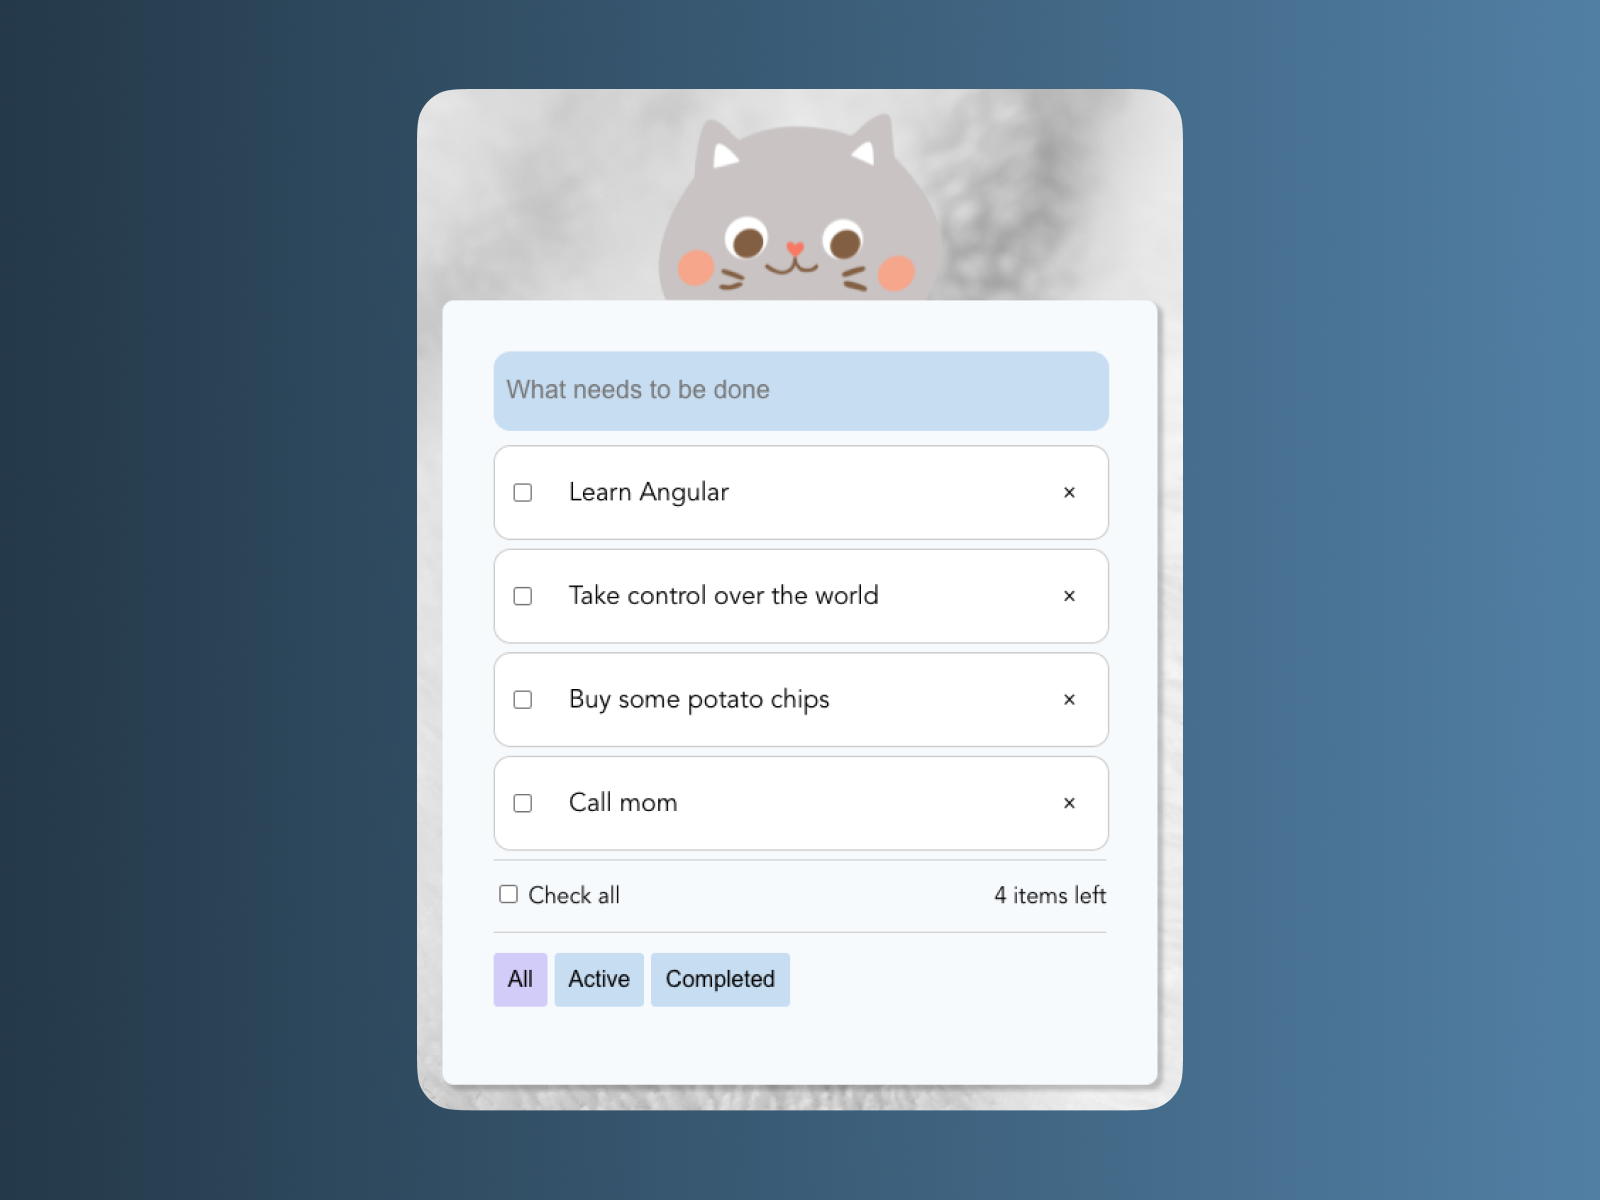 What needs to be done
Learn Angular ×
Take control over the world ×
Buy some potato chips ×
Call mom ×
Check all 4 items left
All Active Completed